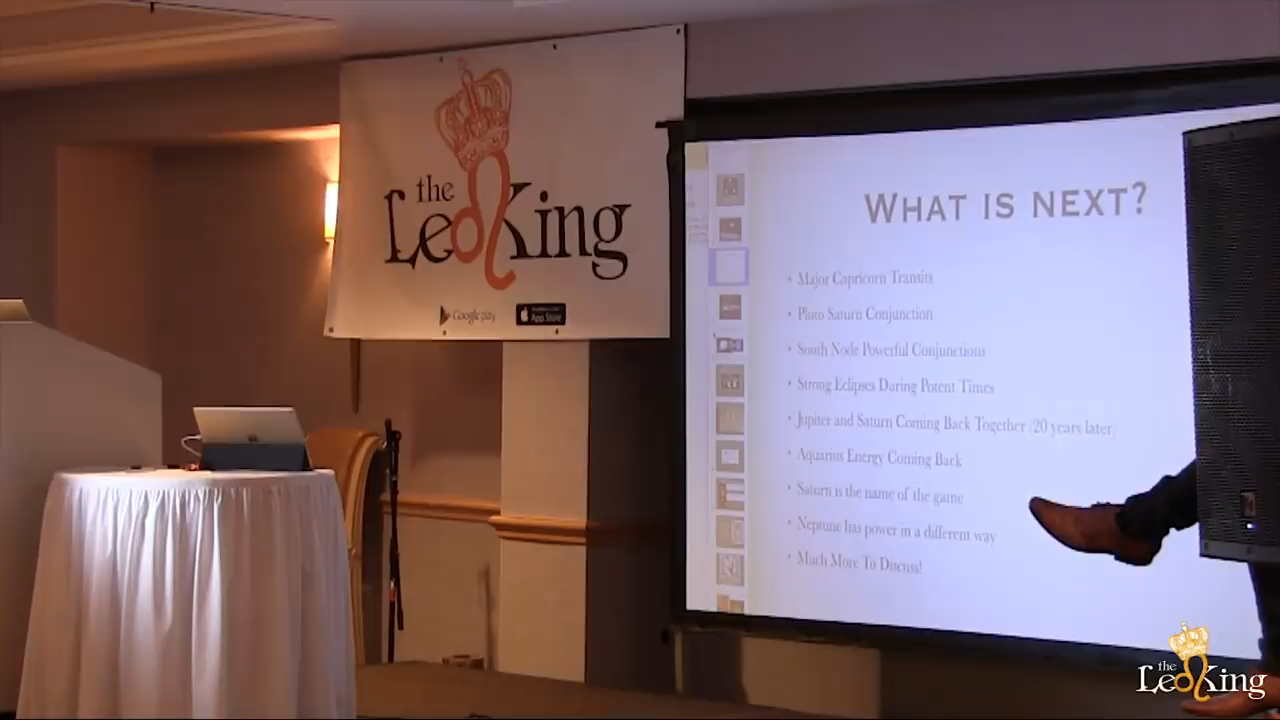 the
LeoKing
Google play
App Store
WHAT IS NEXT?
• Major Capricorn Transits
• Pluto Saturn Conjunction
• South Node Powerful Conjunctions
• Strong Eclipses During Potent Times
• Jupiter and Saturn Coming Back Together (20 years later)
• Aquarius Energy Coming Back
• Saturn is the name of the game
• Neptune has power in a different way
• Much More To Discuss!
the
LeoKing